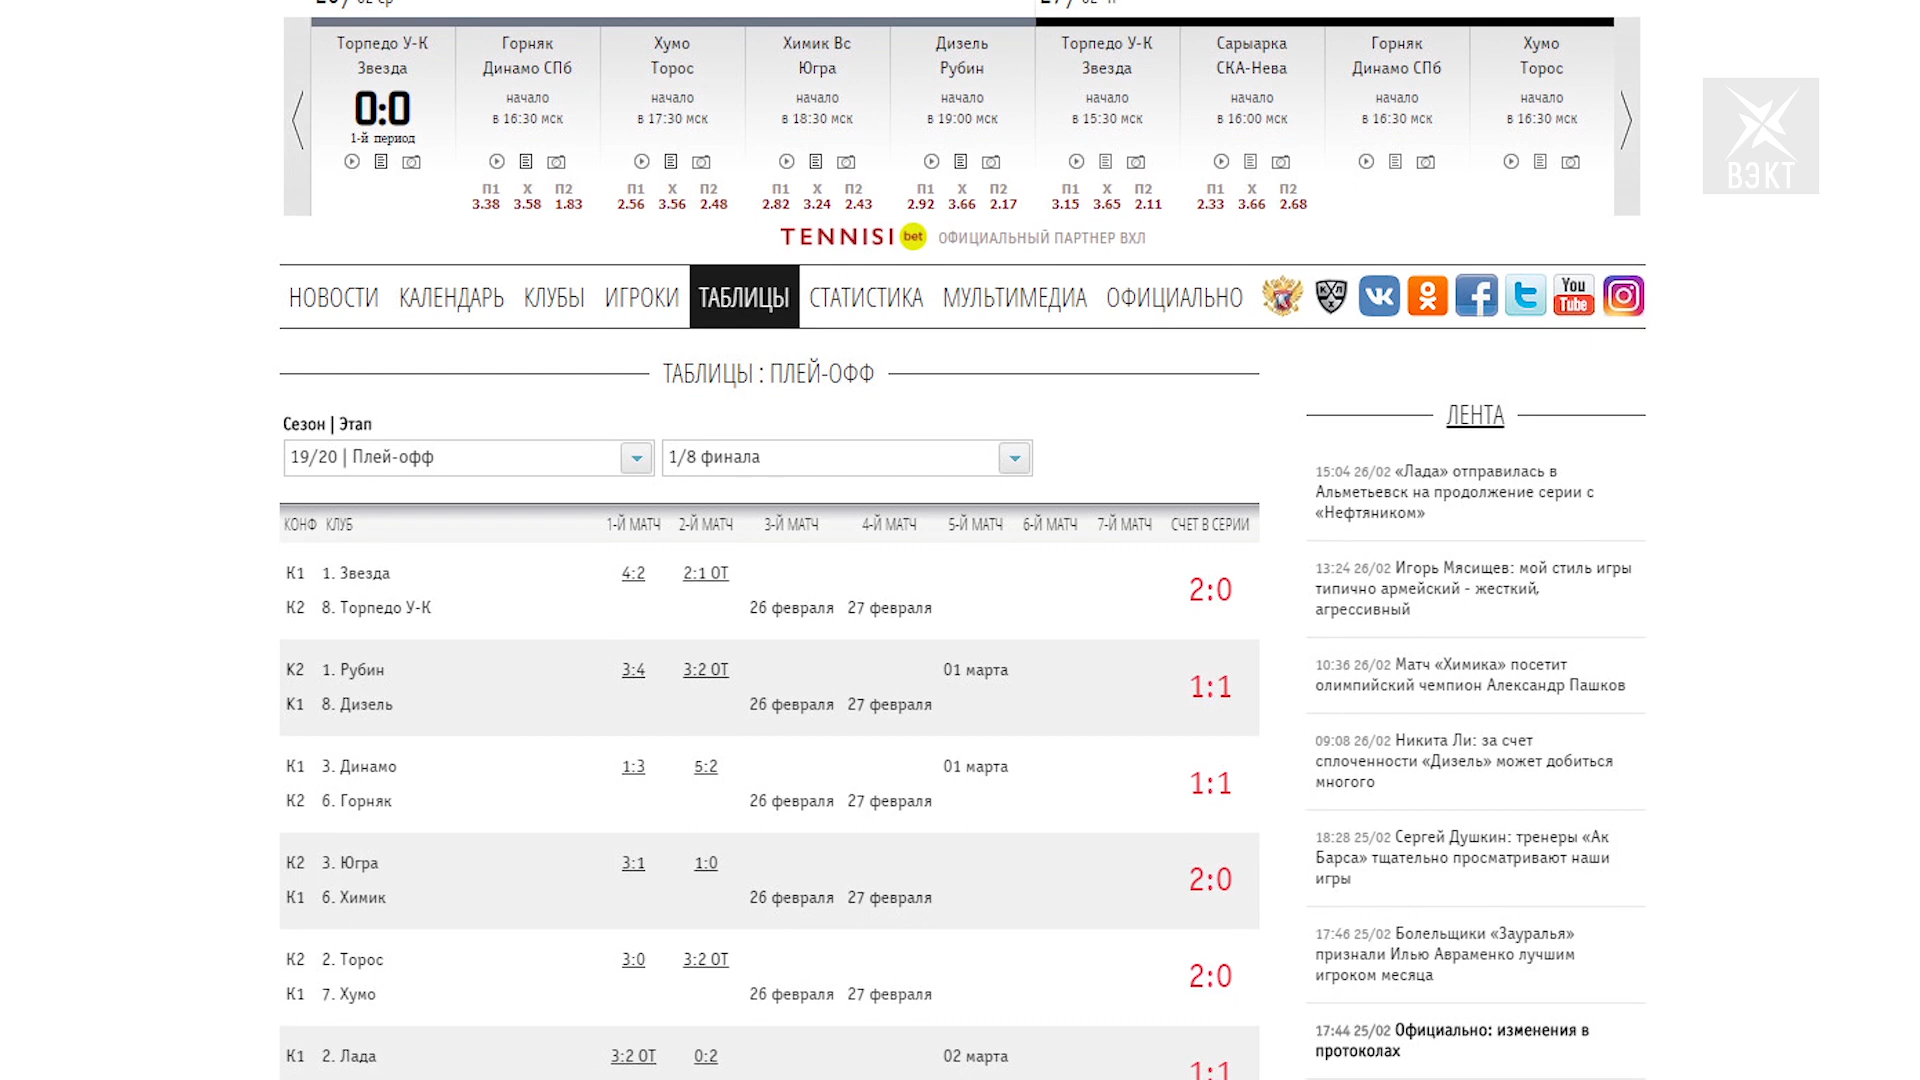 Торпедо У-К
Звезда
0:0
1-й период
Горняк
Динамо СПб
начало
в 16:30 мск
П1 X П2
3.38 3.58 1.83
Хумо
Торос
начало
в 17:30 мск
П1 X П2
2.56 3.56 2.48
Химик Вс
Югра
начало
в 18:30 мск
П1 X П2
2.82 3.24 2.43
Дизель
Рубин
начало
в 19:00 мск
П1 X П2
2.92 3.66 2.17
Торпедо У-К
Звезда
начало
в 15:30 мск
П1 X П2
3.15 3.65 2.11
Сарыарка
СКА-Нева
начало
в 16:00 мск
П1 X П2
2.33 3.66 2.68
Горняк
Динамо СПб
начало
в 16:30 мск
Хумо
Торос
начало
в 16:30 мск
ВЭКТ
TENNISI bet ОФИЦИАЛЬНЫЙ ПАРТНЕР ВХЛ
НОВОСТИ КАЛЕНДАРЬ КЛУБЫ ИГРОКИ ТАБЛИЦЫ СТАТИСТИКА МУЛЬТИМЕДИА ОФИЦИАЛЬНО КХЛ You Tube
ТАБЛИЦЫ : ПЛЕЙ-ОФФ
Сезон | Этап
19/20 | Плей-офф 1/8 финала
КОНФ КЛУБ 1-Й МАТЧ 2-Й МАТЧ 3-Й МАТЧ 4-Й МАТЧ 5-Й МАТЧ 6-Й МАТЧ 7-Й МАТЧ СЧЕТ В СЕРИИ
К1 1. Звезда 4:2 2:1 ОТ
2:0
К2 8. Торпедо У-К 26 февраля 27 февраля
К2 1. Рубин 3:4 3:2 ОТ 01 марта
1:1
К1 8. Дизель 26 февраля 27 февраля
К1 3. Динамо 1:3 5:2 01 марта
1:1
К2 6. Горняк 26 февраля 27 февраля
К2 3. Югра 3:1 1:0
2:0
К1 6. Химик 26 февраля 27 февраля
К2 2. Торос 3:0 3:2 ОТ
2:0
К1 7. Хумо 26 февраля 27 февраля
К1 2. Лада 3:2 ОТ 0:2 02 марта
1:1
ЛЕНТА
15:04 26/02 «Лада» отправилась в
Альметьевск на продолжение серии с
«Нефтяником»
13:24 26/02 Игорь Мясищев: мой стиль игры
типично армейский - жесткий,
агрессивный
10:36 26/02 Матч «Химика» посетит
олимпийский чемпион Александр Пашков
09:08 26/02 Никита Ли: за счет
сплоченности «Дизель» может добиться
многого
18:28 25/02 Сергей Душкин: тренеры «Ак
Барса» тщательно просматривают наши
игры
17:46 25/02 Болельщики «Зауралья»
признали Илью Авраменко лучшим
игроком месяца
17:44 25/02 Официально: изменения в
протоколах